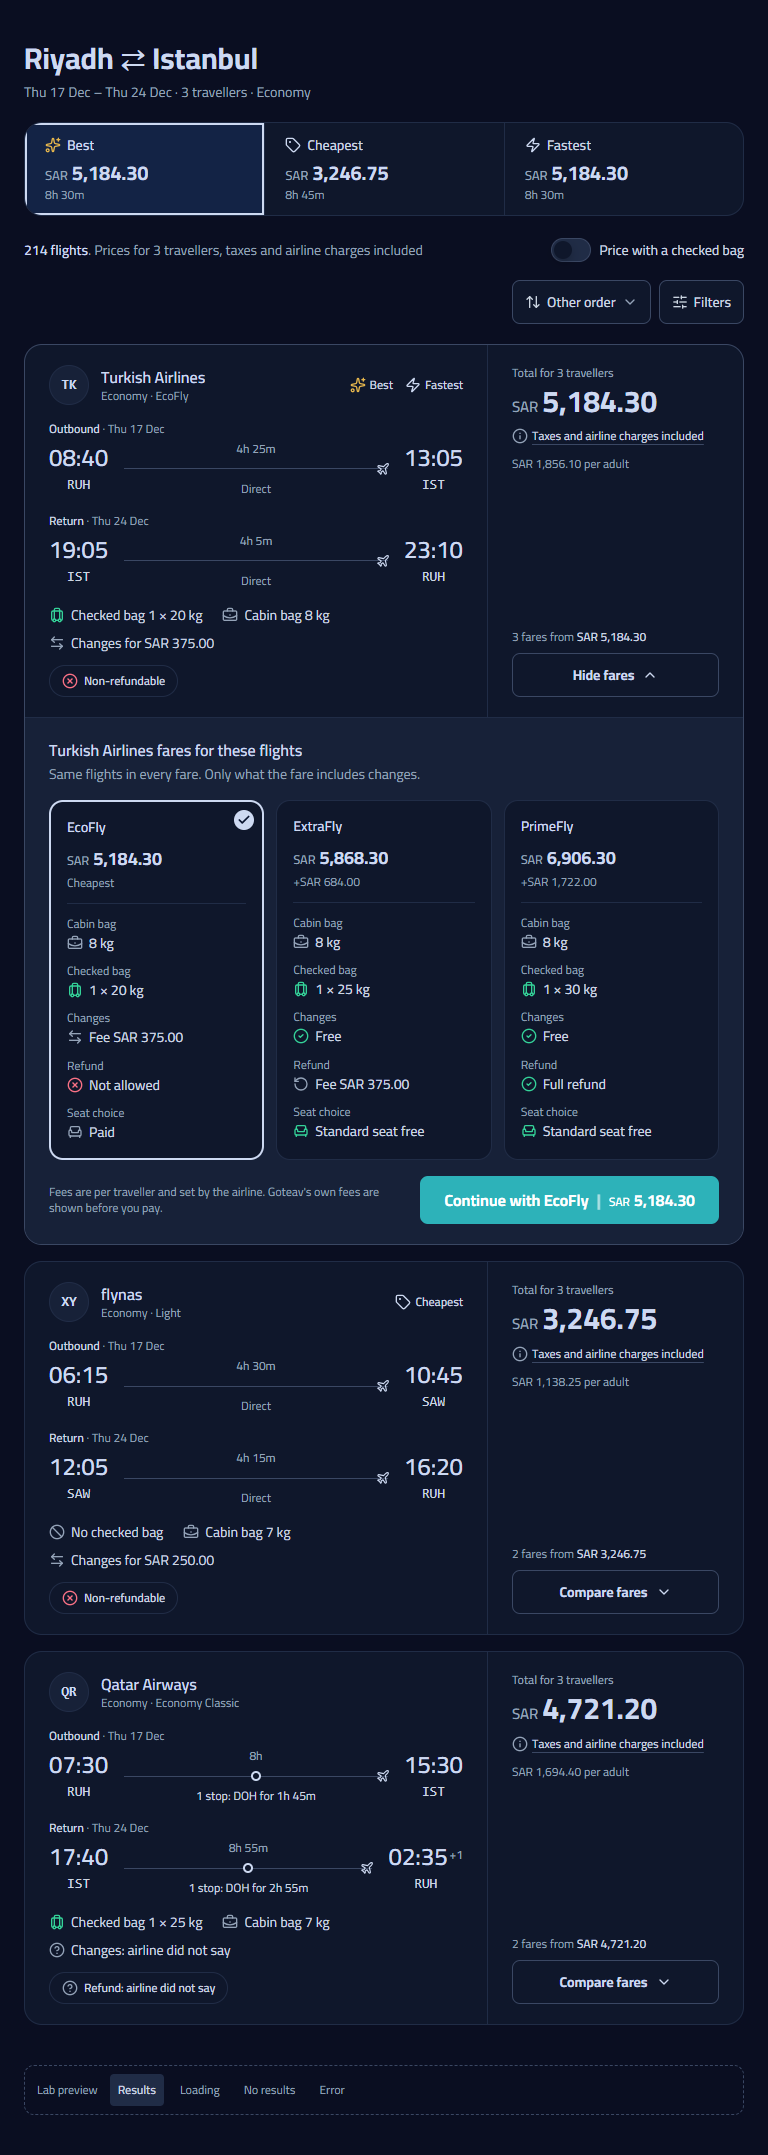 Riyadh ⇄ Istanbul
Thu 17 Dec – Thu 24 Dec · 3 travellers · Economy
Best
SAR 5,184.30
8h 30m
Cheapest
SAR 3,246.75
8h 45m
Fastest
SAR 5,184.30
8h 30m
214 flights. Prices for 3 travellers, taxes and airline charges included
Price with a checked bag
Other order
Filters
TK
Turkish Airlines
Economy · EcoFly
Best
Fastest
Outbound · Thu 17 Dec
08:40
4h 25m
13:05
RUH
Direct
IST
Return · Thu 24 Dec
19:05
4h 5m
23:10
IST
Direct
RUH
Checked bag 1 × 20 kg
Cabin bag 8 kg
Changes for SAR 375.00
Non-refundable
Total for 3 travellers
SAR 5,184.30
Taxes and airline charges included
SAR 1,856.10 per adult
3 fares from SAR 5,184.30
Hide fares
Turkish Airlines fares for these flights
Same flights in every fare. Only what the fare includes changes.
EcoFly
SAR 5,184.30
Cheapest
Cabin bag
8 kg
Checked bag
1 × 20 kg
Changes
Fee SAR 375.00
Refund
Not allowed
Seat choice
Paid
ExtraFly
SAR 5,868.30
+SAR 684.00
Cabin bag
8 kg
Checked bag
1 × 25 kg
Changes
Free
Refund
Fee SAR 375.00
Seat choice
Standard seat free
PrimeFly
SAR 6,906.30
+SAR 1,722.00
Cabin bag
8 kg
Checked bag
1 × 30 kg
Changes
Free
Refund
Full refund
Seat choice
Standard seat free
Fees are per traveller and set by the airline. Goteav's own fees are
shown before you pay.
Continue with EcoFly | SAR 5,184.30
XY
flynas
Economy · Light
Cheapest
Outbound · Thu 17 Dec
06:15
4h 30m
10:45
RUH
Direct
SAW
Return · Thu 24 Dec
12:05
4h 15m
16:20
SAW
Direct
RUH
No checked bag
Cabin bag 7 kg
Changes for SAR 250.00
Non-refundable
Total for 3 travellers
SAR 3,246.75
Taxes and airline charges included
SAR 1,138.25 per adult
2 fares from SAR 3,246.75
Compare fares
QR
Qatar Airways
Economy · Economy Classic
Outbound · Thu 17 Dec
07:30
8h
15:30
RUH
1 stop: DOH for 1h 45m
IST
Return · Thu 24 Dec
17:40
8h 55m
02:35 +1
IST
1 stop: DOH for 2h 55m
RUH
Checked bag 1 × 25 kg
Cabin bag 7 kg
Changes: airline did not say
Refund: airline did not say
Total for 3 travellers
SAR 4,721.20
Taxes and airline charges included
SAR 1,694.40 per adult
2 fares from SAR 4,721.20
Compare fares
Lab preview
Results
Loading
No results
Error